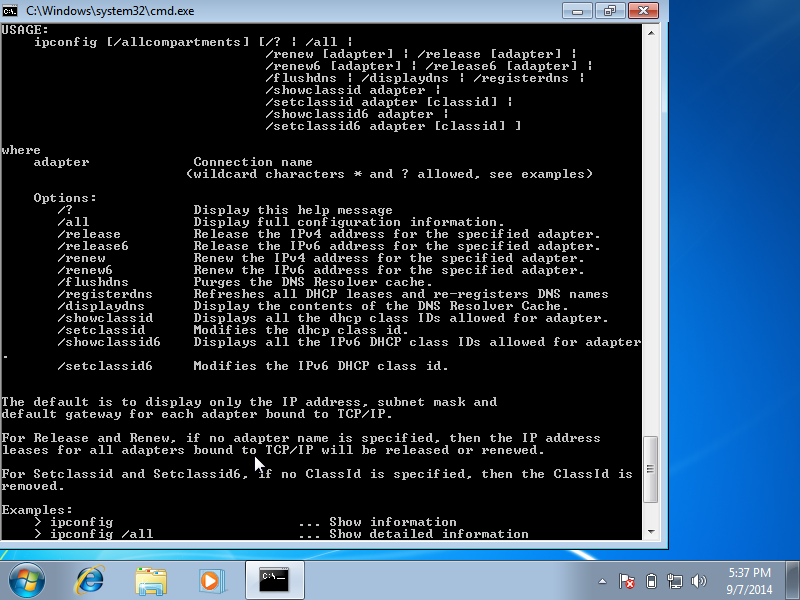 C:\Windows\system32\cmd.exe
USAGE:
    ipconfig [/allcompartments] [/? | /all |
                                 /renew [adapter] | /release [adapter] |
                                 /renew6 [adapter] | /release6 [adapter] |
                                 /flushdns | /displaydns | /registerdns |
                                 /showclassid adapter |
                                 /setclassid adapter [classid] |
                                 /showclassid6 adapter |
                                 /setclassid6 adapter [classid] ]
where
    adapter             Connection name
                       (wildcard characters * and ? allowed, see examples)
    Options:
       /?               Display this help message
       /all             Display full configuration information.
       /release         Release the IPv4 address for the specified adapter.
       /release6        Release the IPv6 address for the specified adapter.
       /renew           Renew the IPv4 address for the specified adapter.
       /renew6          Renew the IPv6 address for the specified adapter.
       /flushdns        Purges the DNS Resolver cache.
       /registerdns     Refreshes all DHCP leases and re-registers DNS names
       /displaydns      Display the contents of the DNS Resolver Cache.
       /showclassid     Displays all the dhcp class IDs allowed for adapter.
       /setclassid      Modifies the dhcp class id.
       /showclassid6    Displays all the IPv6 DHCP class IDs allowed for adapter
.
       /setclassid6     Modifies the IPv6 DHCP class id.
The default is to display only the IP address, subnet mask and
default gateway for each adapter bound to TCP/IP.
For Release and Renew, if no adapter name is specified, then the IP address
leases for all adapters bound to TCP/IP will be released or renewed.
For Setclassid and Setclassid6, if no ClassId is specified, then the ClassId is
removed.
Examples:
    > ipconfig                       ... Show information
    > ipconfig /all                  ... Show detailed information
5:37 PM
9/7/2014